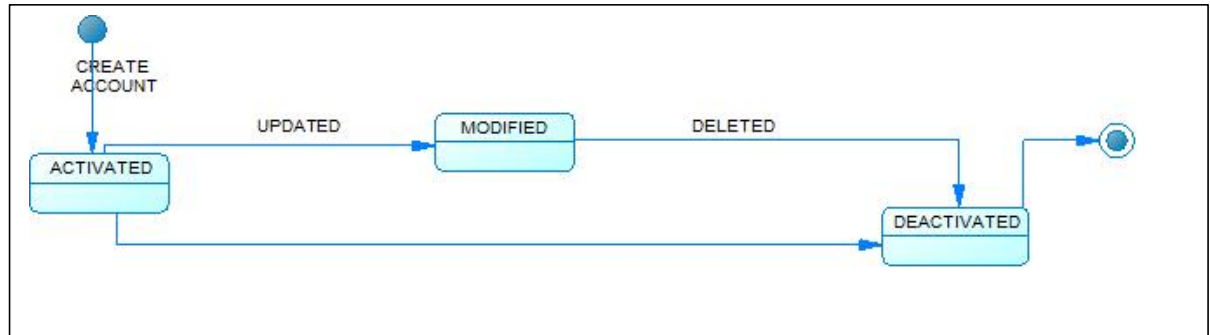 CREATE
ACCOUNT
UPDATED
MODIFIED
DELETED
ACTIVATED
DEACTIVATED